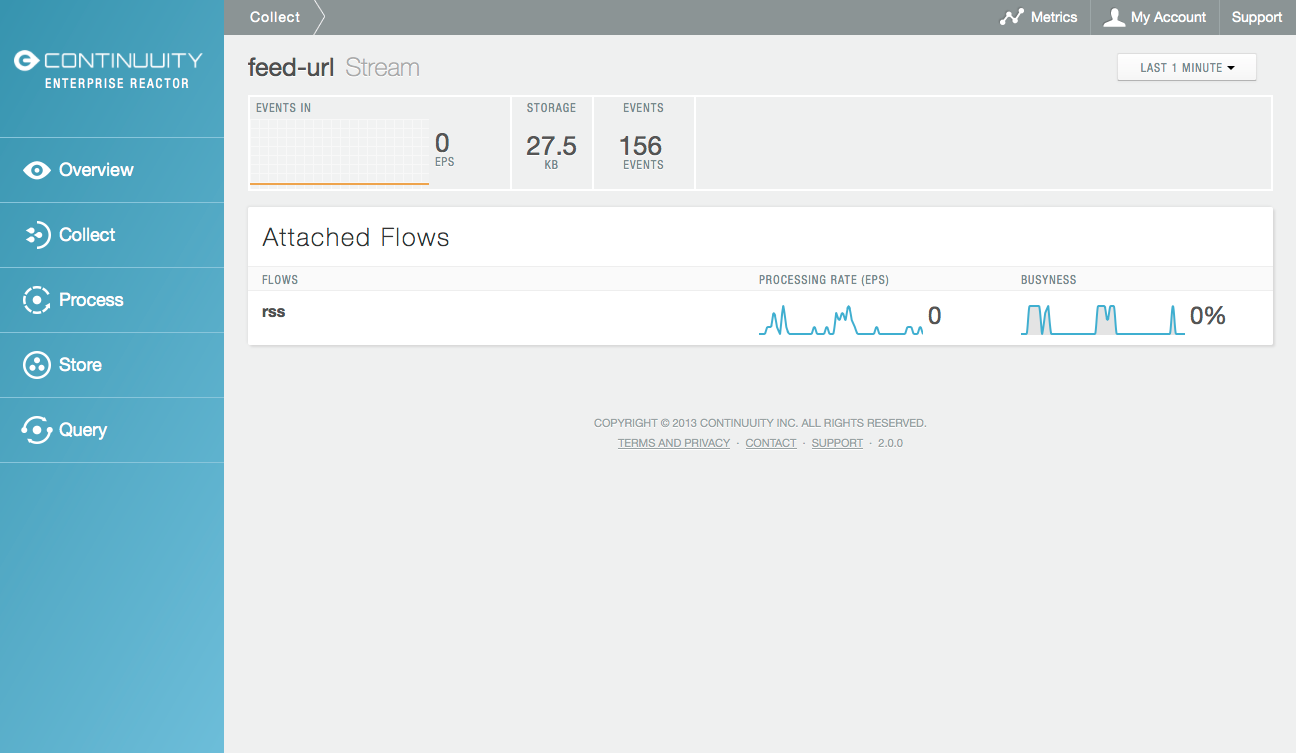 CONTINUUITY
ENTERPRISE REACTOR
Overview
Collect
Process
Store
Query
Collect
Metrics
My Account
Support
feed-url Stream
LAST 1 MINUTE
EVENTS IN
0
EPS
STORAGE
27.5
KB
EVENTS
156
EVENTS
Attached Flows
FLOWS PROCESSING RATE (EPS) BUSYNESS
rss 0 0%
COPYRIGHT © 2013 CONTINUUITY INC. ALL RIGHTS RESERVED.
TERMS AND PRIVACY · CONTACT · SUPPORT · 2.0.0